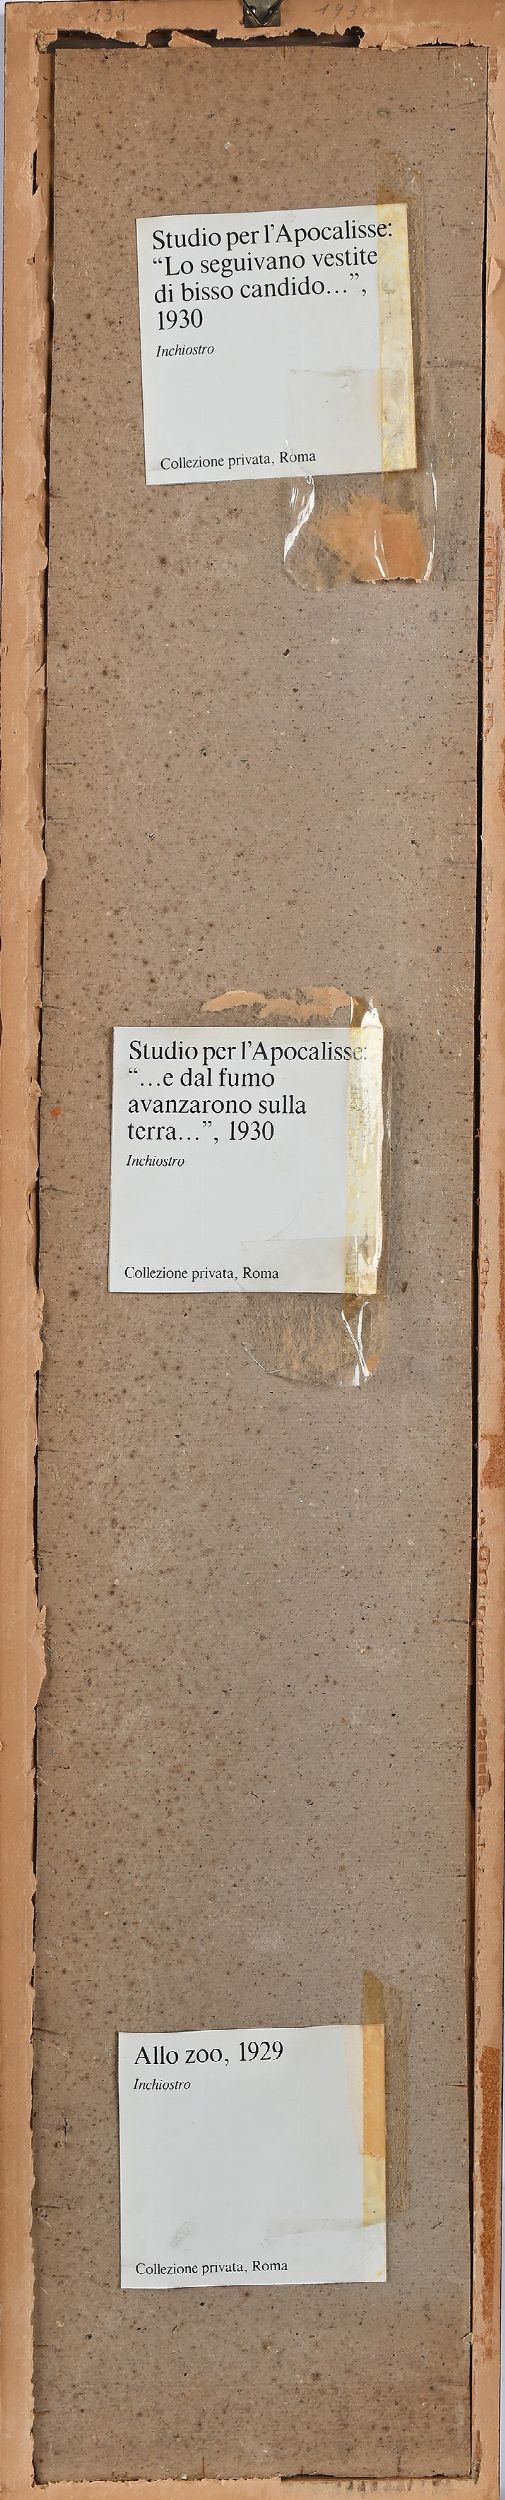 1930
Studio per l'Apocalisse:
“Lo seguivano vestite
di bisso candido...”,
1930
Inchiostro
Collezione privata, Roma
Studio per l'Apocalisse:
“...e dal fumo
avanzarono sulla
terra...”, 1930
Inchiostro
Collezione privata, Roma
Allo zoo, 1929
Inchiostro
Collezione privata, Roma